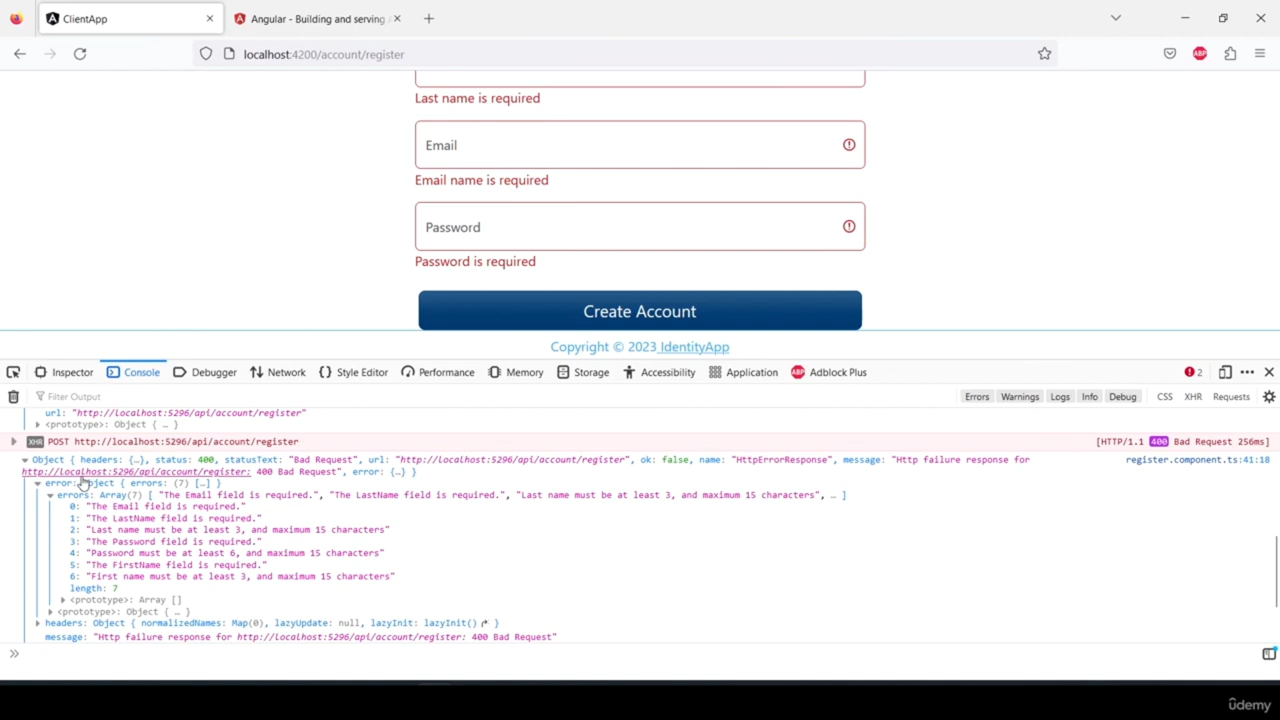 ClientApp
Angular - Building and serving
localhost:4200/account/register
ABP
Last name is required
Email
Email name is required
Password
Password is required
Create Account
Copyright © 2023 IdentityApp
Inspector Console Debugger Network Style Editor Performance Memory Storage Accessibility Application ABP Adblock Plus 2
Filter Output Errors Warnings Logs Info Debug CSS XHR Requests
url: "http://localhost:5296/api/account/register"
<prototype>: Object { … }
XHR POST http://localhost:5296/api/account/register [HTTP/1.1 400 Bad Request 256ms]
Object { headers: {…}, status: 400, statusText: "Bad Request", url: "http://localhost:5296/api/account/register", ok: false, name: "HttpErrorResponse", message: "Http failure response for register.component.ts:41:18
http://localhost:5296/api/account/register: 400 Bad Request", error: {…} }
error: Object { errors: (7) […] }
errors: Array(7) [ "The Email field is required.", "The LastName field is required.", "Last name must be at least 3, and maximum 15 characters", … ]
0: "The Email field is required."
1: "The LastName field is required."
2: "Last name must be at least 3, and maximum 15 characters"
3: "The Password field is required."
4: "Password must be at least 6, and maximum 15 characters"
5: "The FirstName field is required."
6: "First name must be at least 3, and maximum 15 characters"
length: 7
<prototype>: Array []
<prototype>: Object { … }
headers: Object { normalizedNames: Map(0), lazyUpdate: null, lazyInit: lazyInit() }
message: "Http failure response for http://localhost:5296/api/account/register: 400 Bad Request"
ûdemy